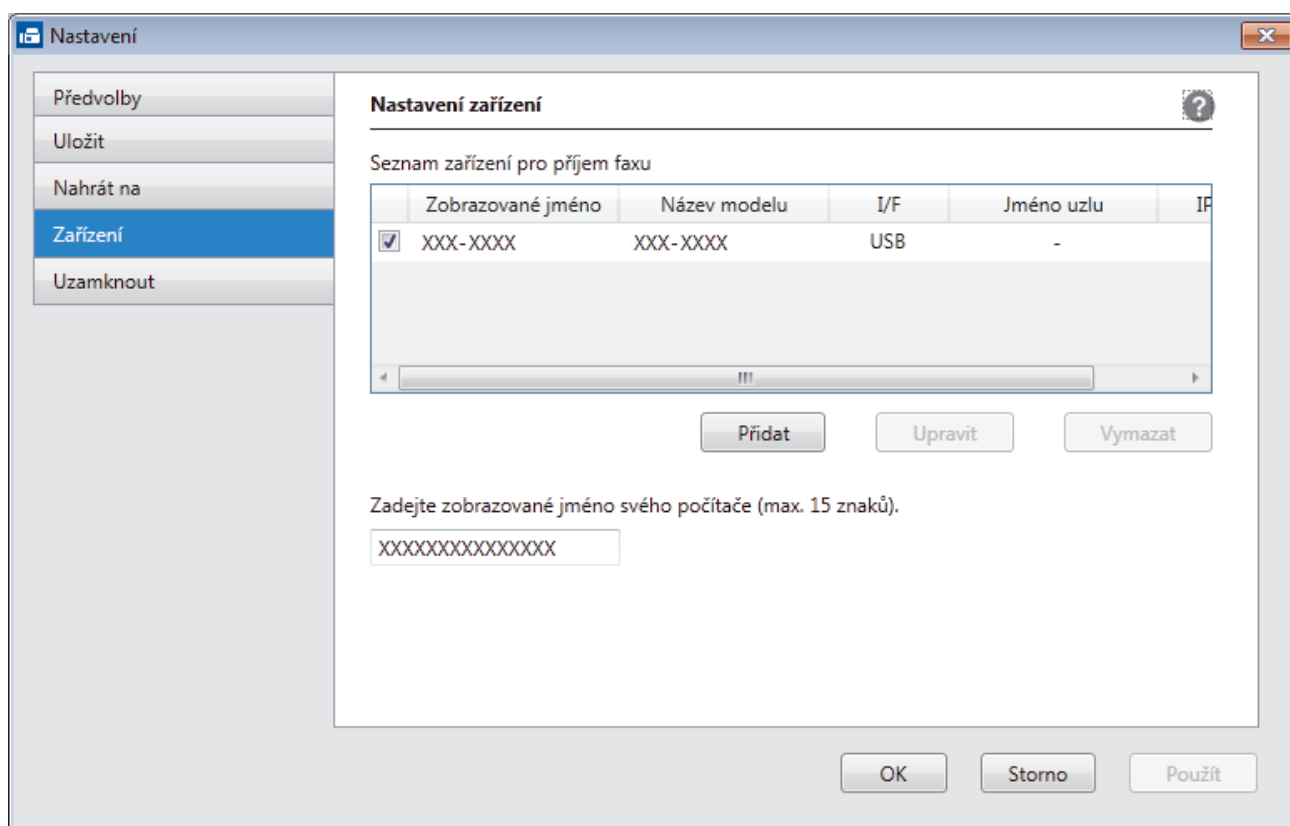 Nastavení
Předvolby
Uložit
Nahrát na
Zařízení
Uzamknout
Nastavení zařízení
?
Seznam zařízení pro příjem faxu
Zobrazované jméno Název modelu I/F Jméno uzlu IP
XXX-XXXX XXX-XXXX USB -
Přidat Upravit Vymazat
Zadejte zobrazované jméno svého počítače (max. 15 znaků).
XXXXXXXXXXXXXXX
OK Storno Použít